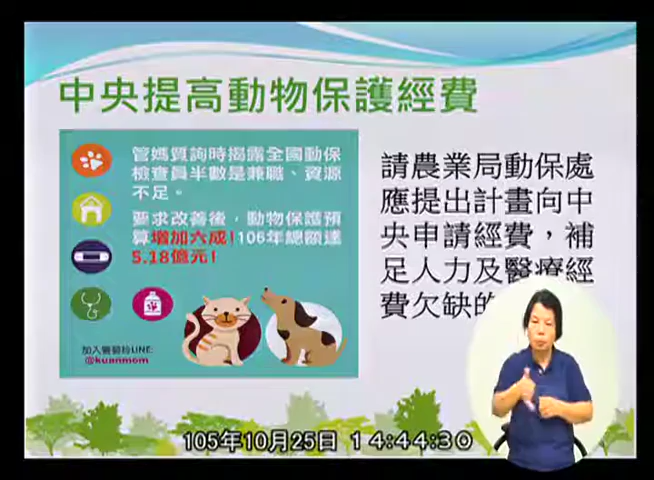 中央提高動物保護經費
管媽質詢時揭露全國動保
檢查員半數是兼職、資源
不足。
要求改善後，動物保護預
算增加六成！106年總額達
5.18億元！
加入管碧玲LINE:
@kuanmom
請農業局動保處
應提出計畫向中
央申請經費，補
足人力及醫療經
費欠缺的
105年10月25日 14:44:30